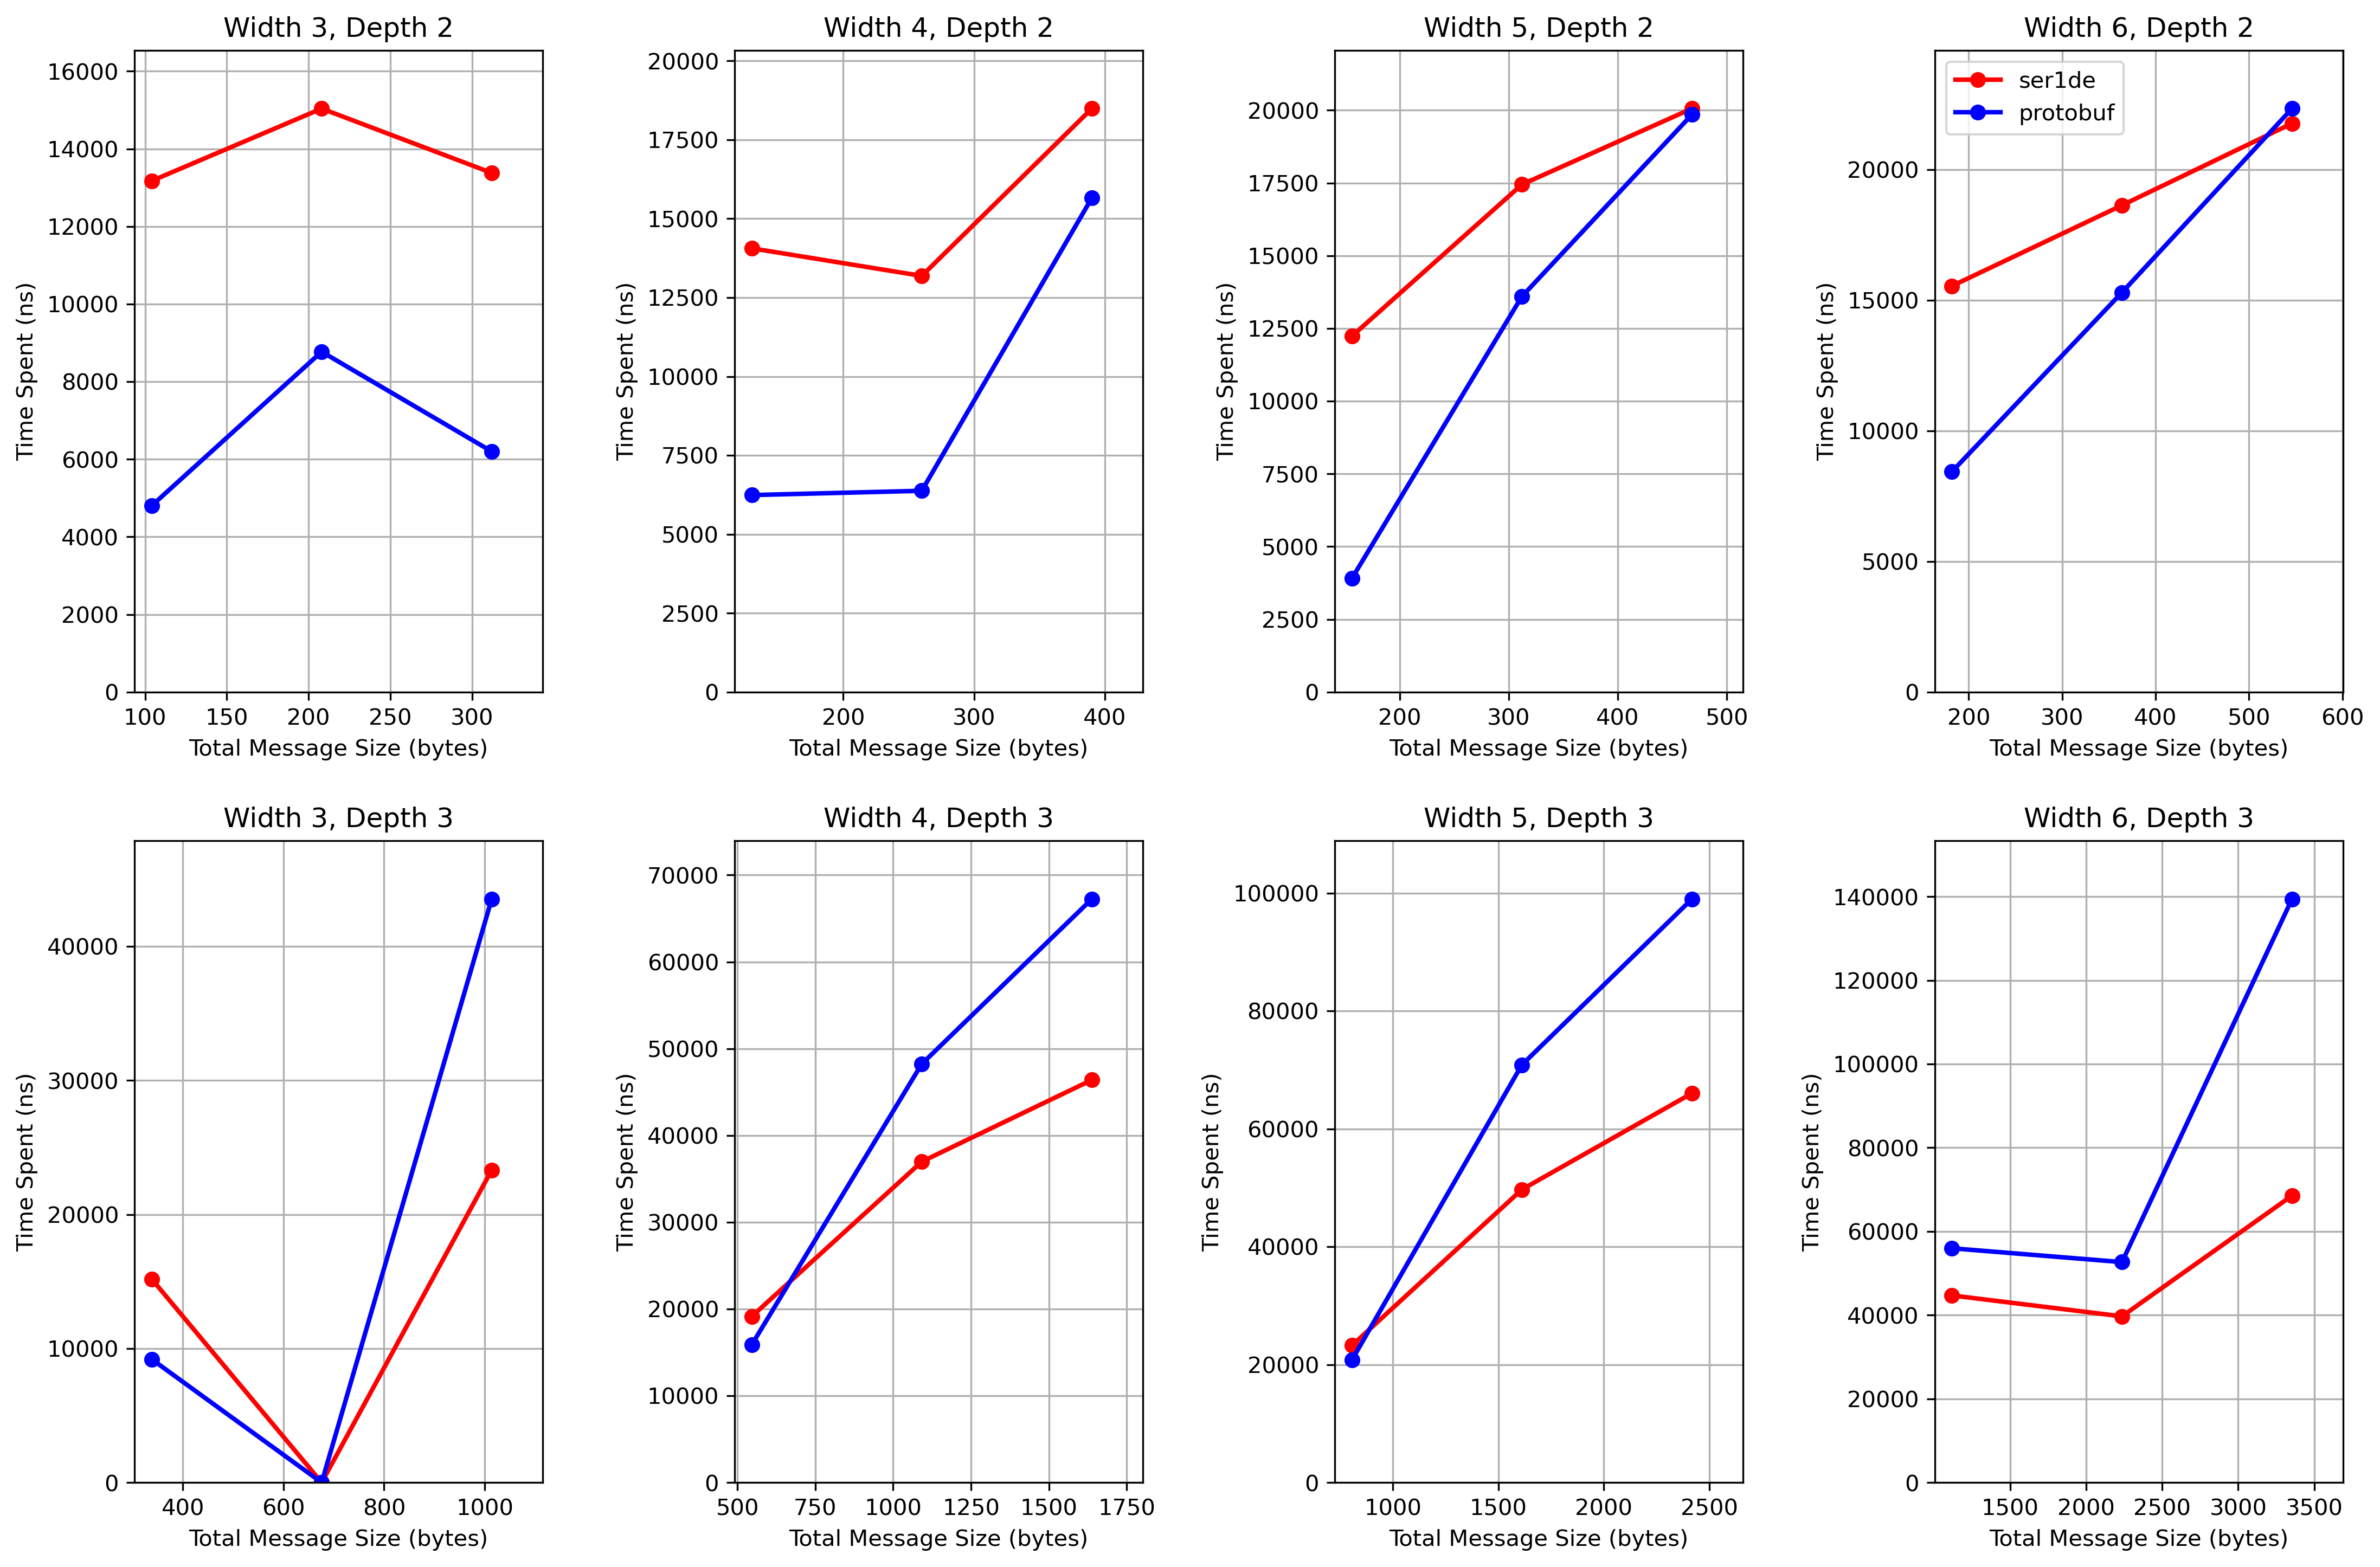 Width 3, Depth 2
Time Spent (ns)
16000
14000
12000
10000
8000
6000
4000
2000
0
100 150 200 250 300
Total Message Size (bytes)
Width 4, Depth 2
Time Spent (ns)
20000
17500
15000
12500
10000
7500
5000
2500
0
200 300 400
Total Message Size (bytes)
Width 5, Depth 2
Time Spent (ns)
20000
17500
15000
12500
10000
7500
5000
2500
0
200 300 400 500
Total Message Size (bytes)
Width 6, Depth 2
ser1de
protobuf
Time Spent (ns)
20000
15000
10000
5000
0
200 300 400 500 600
Total Message Size (bytes)
Width 3, Depth 3
Time Spent (ns)
40000
30000
20000
10000
0
400 600 800 1000
Total Message Size (bytes)
Width 4, Depth 3
Time Spent (ns)
70000
60000
50000
40000
30000
20000
10000
0
500 750 1000 1250 1500 1750
Total Message Size (bytes)
Width 5, Depth 3
Time Spent (ns)
100000
80000
60000
40000
20000
0
1000 1500 2000 2500
Total Message Size (bytes)
Width 6, Depth 3
Time Spent (ns)
140000
120000
100000
80000
60000
40000
20000
0
1500 2000 2500 3000 3500
Total Message Size (bytes)